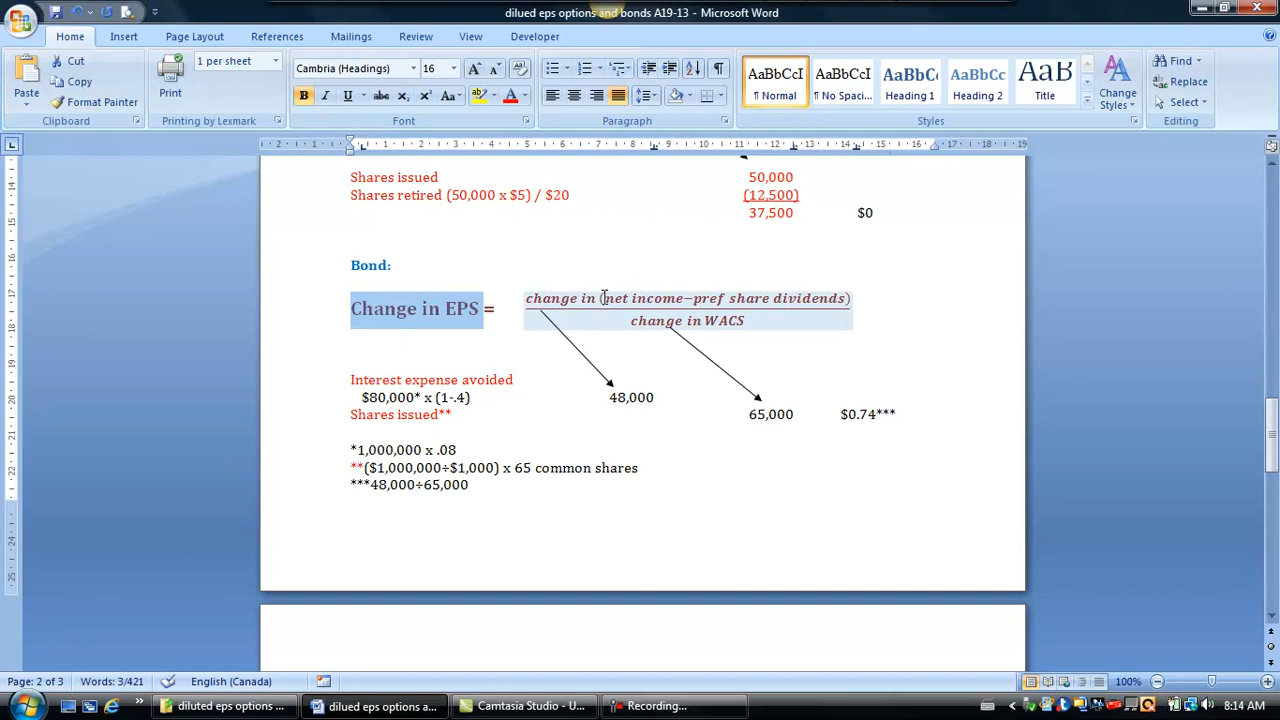 dilued eps options and bonds A19-13 - Microsoft Word
Home Insert Page Layout References Mailings Review View Developer
Paste
Cut
Copy
Format Painter
Clipboard
1 per sheet
Print
Printing by Lexmark
Cambria (Headings) 16
Font
Paragraph
AaBbCcI AaBbCcI AaBbC AaBbCc AaB
¶ Normal ¶ No Spaci... Heading 1 Heading 2 Title
Change Styles
Styles
Find
Replace
Select
Editing
Shares issued 50,000
Shares retired (50,000 x $5) / $20 (12,500)
37,500 $0
Bond:
Change in EPS = change in (net income−pref share dividends)
change in WACS
Interest expense avoided
$80,000* x (1-.4) 48,000
Shares issued** 65,000 $0.74***
*1,000,000 x .08
**($1,000,000÷$1,000) x 65 common shares
***48,000÷65,000
Page: 2 of 3 Words: 3/421 English (Canada) 100%
diluted eps options ... dilued eps options a... Camtasia Studio - U... Recording... 8:14 AM